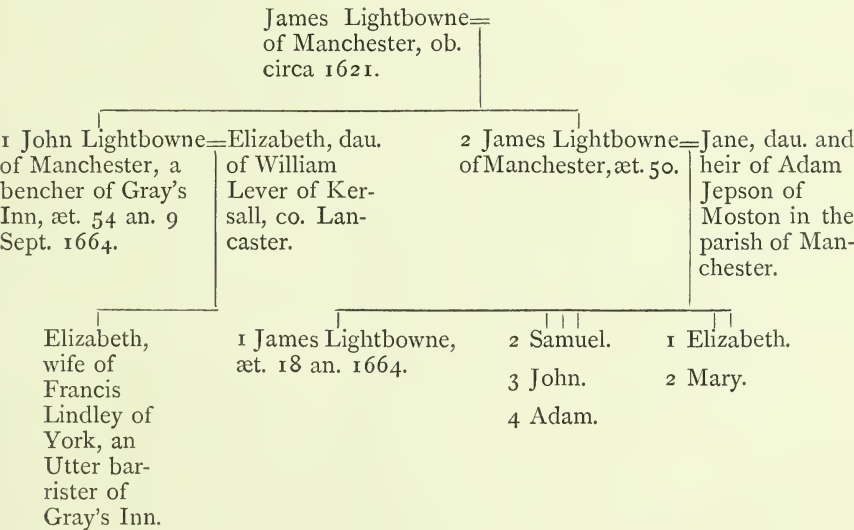 James Lightbowne=
of Manchester, ob.
circa 1621.
1 John Lightbowne=Elizabeth, dau.
of Manchester, a
bencher of Gray's
Inn, æt. 54 an. 9
Sept. 1664.
of William
Lever of Ker-
sall, co. Lan-
caster.
2 James Lightbowne=Jane, dau. and
of Manchester, æt. 50.
heir of Adam
Jepson of
Moston in the
parish of Man-
chester.
Elizabeth,
wife of
Francis
Lindley of
York, an
Utter bar-
rister of
Gray's Inn.
1 James Lightbowne,
æt. 18 an. 1664.
2 Samuel.
3 John.
4 Adam.
1 Elizabeth.
2 Mary.